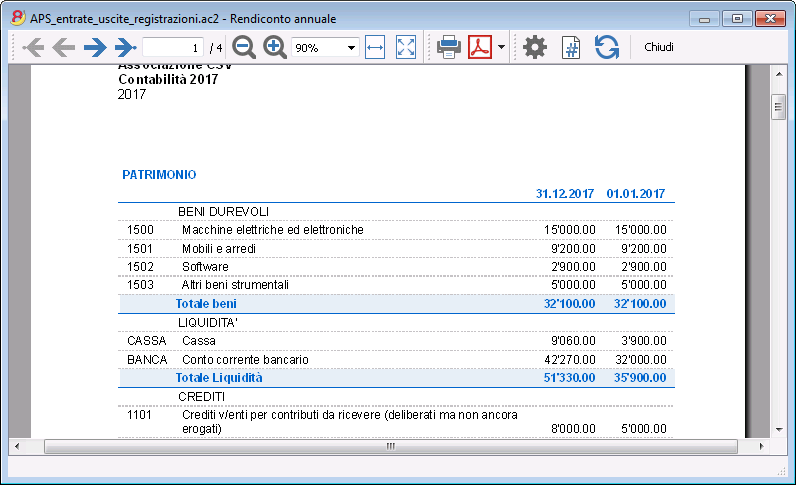 APS_entrate_uscite_registrazioni.ac2 - Rendiconto annuale
1 / 4 90% Chiudi
Associazione CSV
Contabilità 2017
2017
PATRIMONIO
31.12.2017 01.01.2017
BENI DUREVOLI
1500 Macchine elettriche ed elettroniche 15'000.00 15'000.00
1501 Mobili e arredi 9'200.00 9'200.00
1502 Software 2'900.00 2'900.00
1503 Altri beni strumentali 5'000.00 5'000.00
Totale beni 32'100.00 32'100.00
LIQUIDITA'
CASSA Cassa 9'060.00 3'900.00
BANCA Conto corrente bancario 42'270.00 32'000.00
Totale Liquidità 51'330.00 35'900.00
CREDITI
1101 Crediti v/enti per contributi da ricevere (deliberati ma non ancora
erogati) 8'000.00 5'000.00